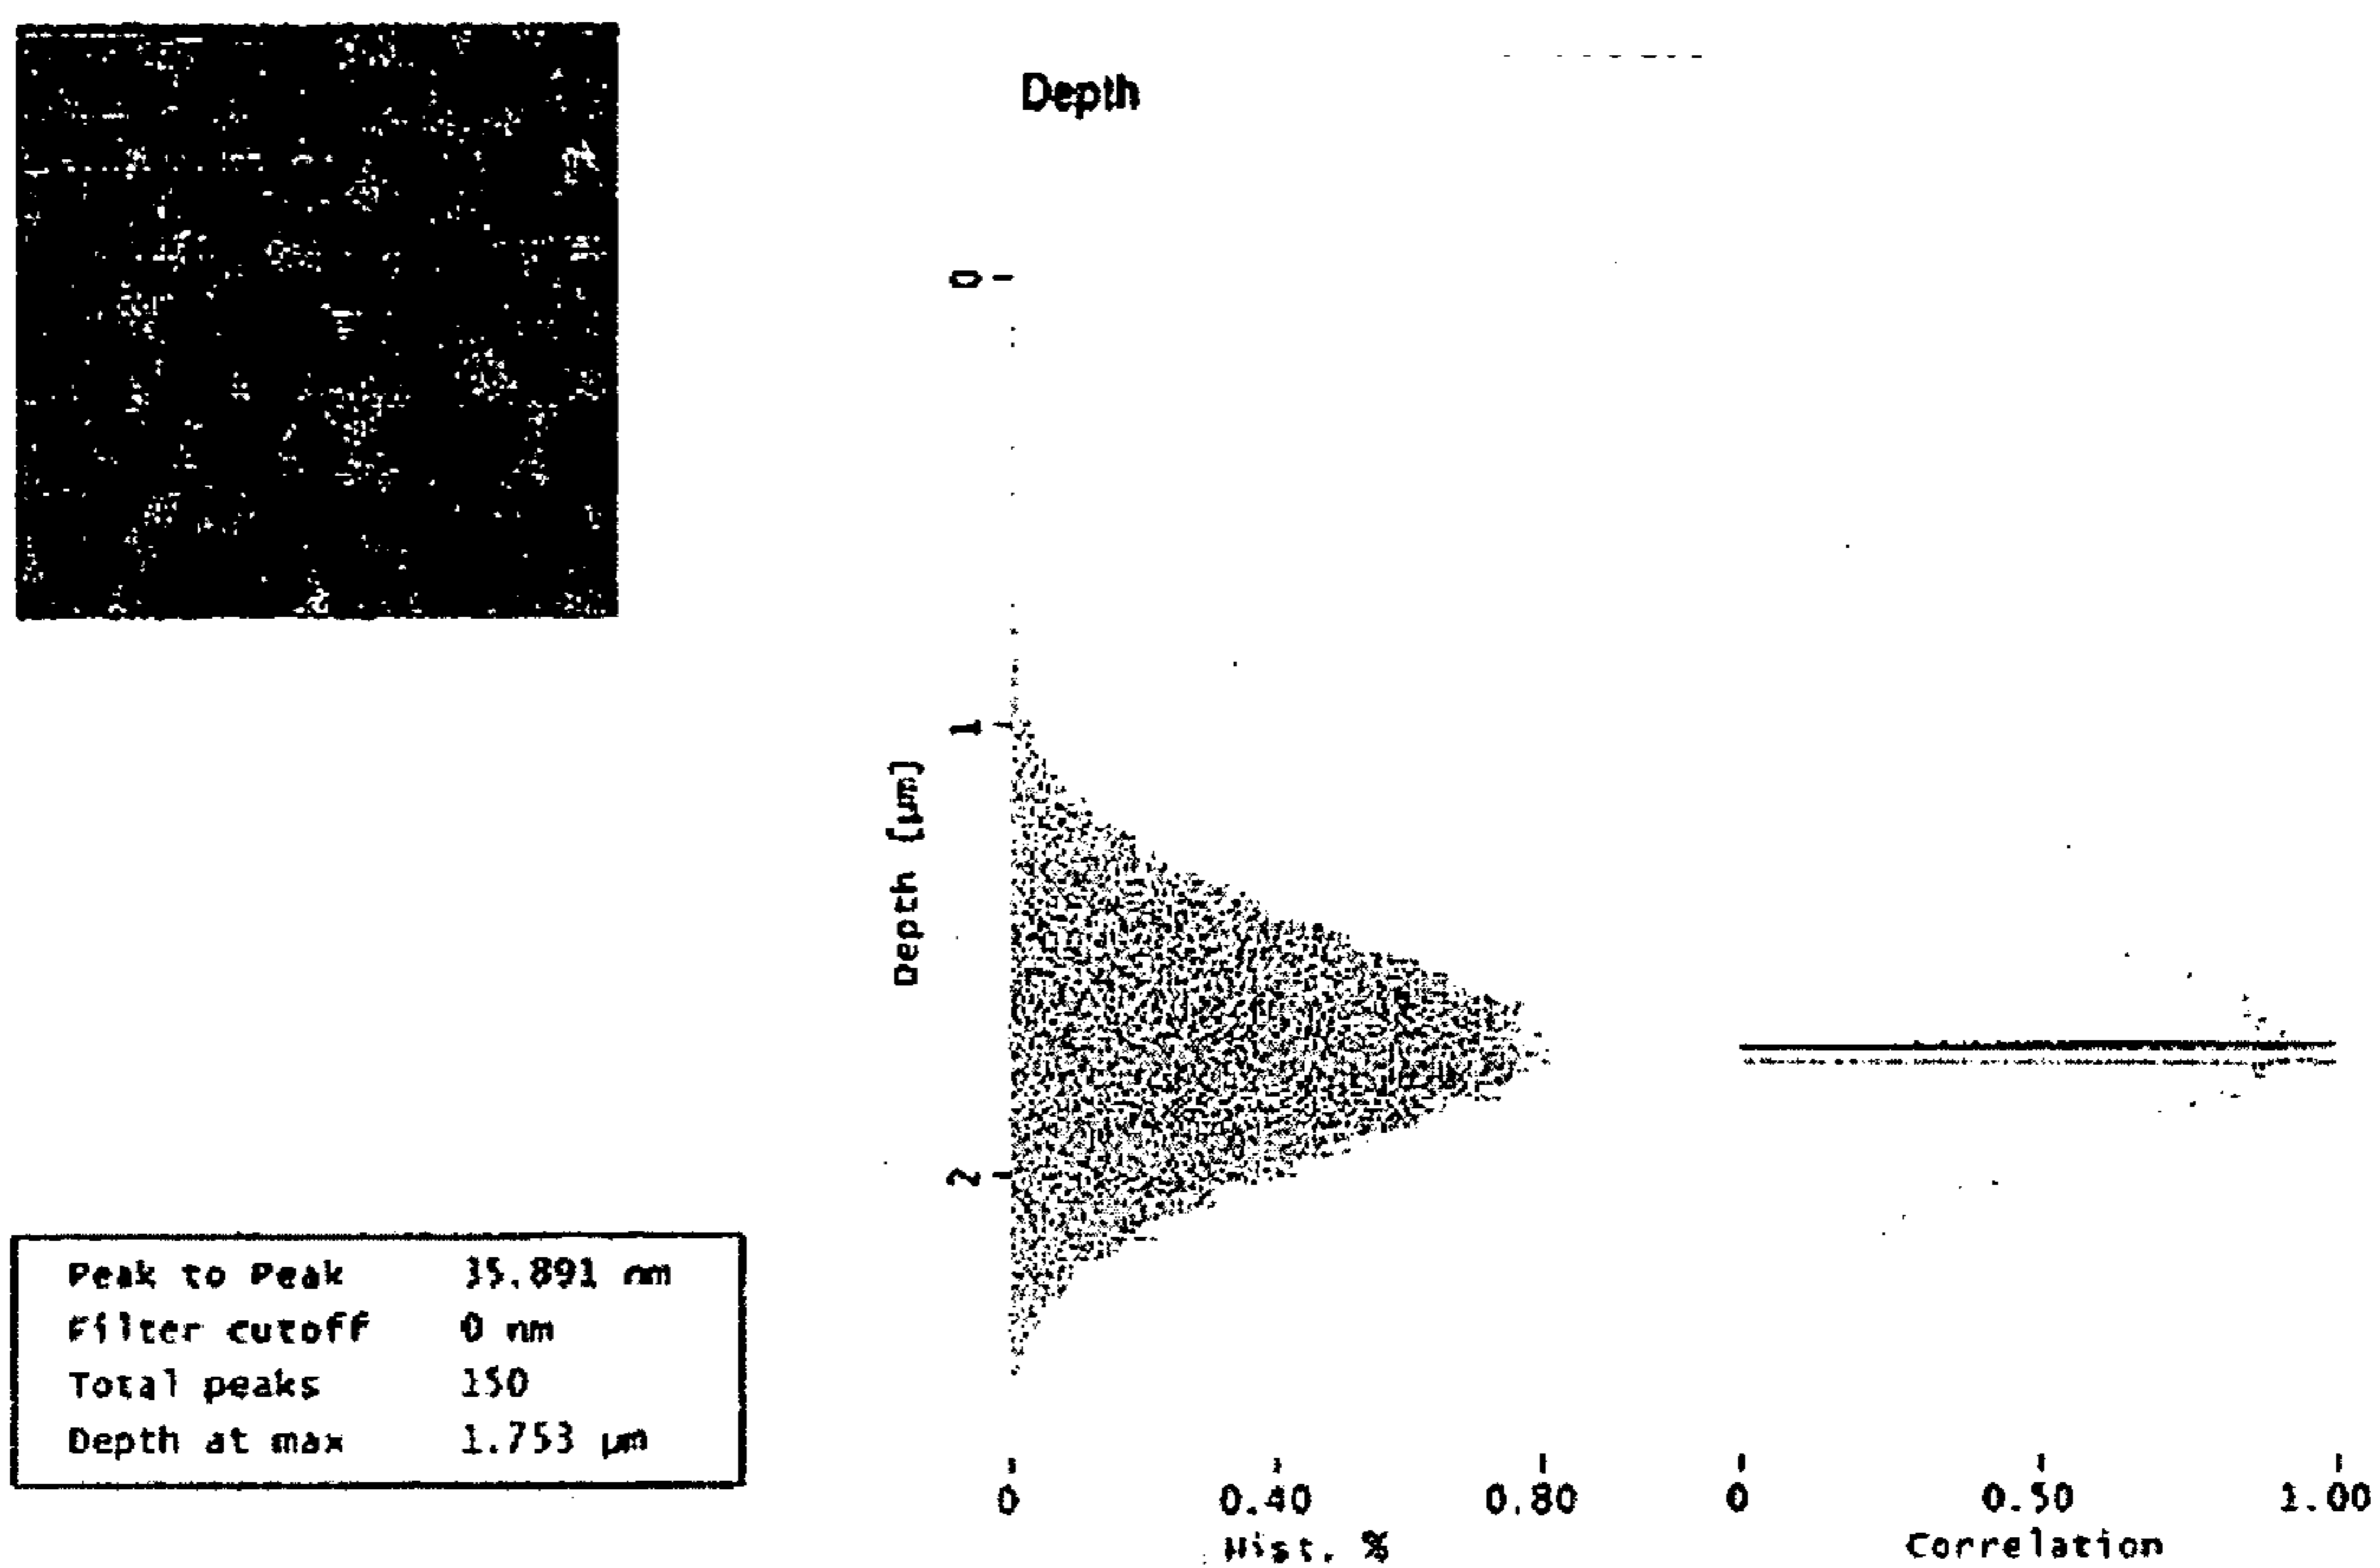 Depth
0
1
2
Depth [µm]
0 0.40 0.80
Hist. %
0 0.50 1.00
Correlation
Peak to Peak 35.891 nm
Filter cutoff 0 nm
Total peaks 150
Depth at max 1.753 µm